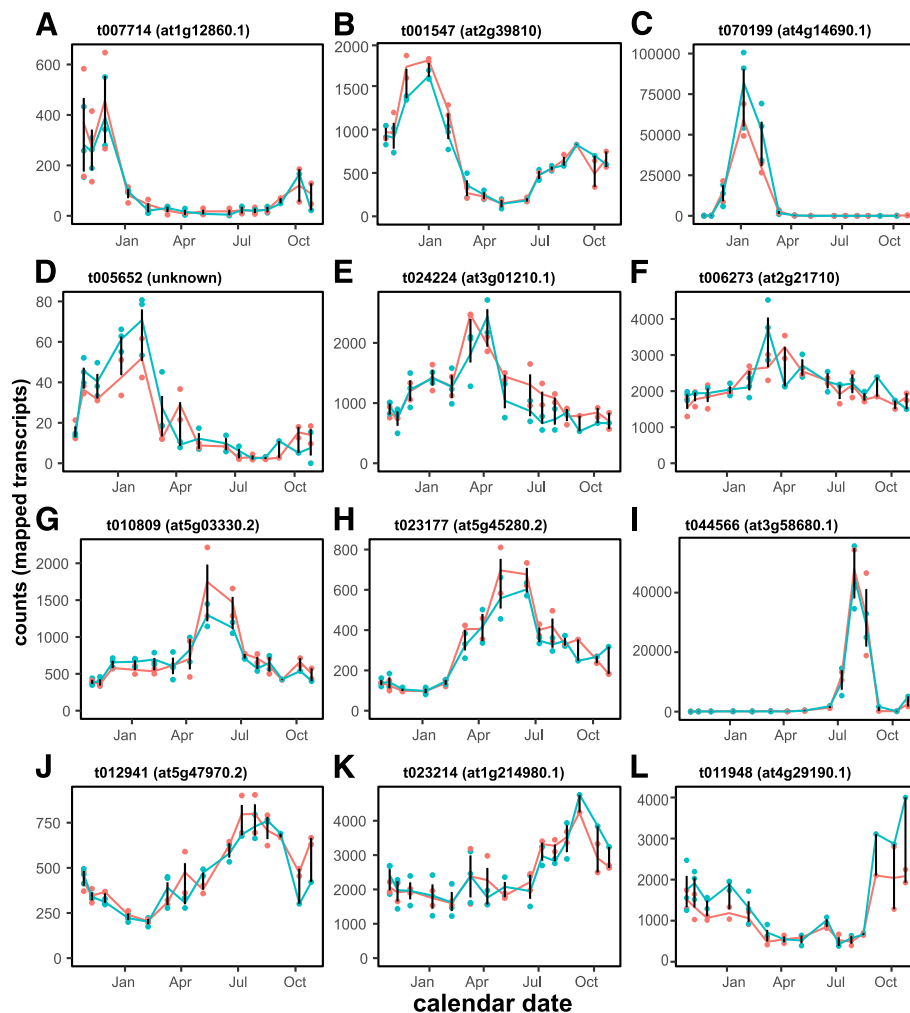 A
t007714 (at1g12860.1)
600
400
200
0
Jan Apr Jul Oct
B
t001547 (at2g39810)
2000
1500
1000
500
0
Jan Apr Jul Oct
C
t070199 (at4g14690.1)
100000
75000
50000
25000
0
Jan Apr Jul Oct
D
t005652 (unknown)
80
60
40
20
0
Jan Apr Jul Oct
E
t024224 (at3g01210.1)
2000
1000
0
Jan Apr Jul Oct
F
t006273 (at2g21710)
4000
3000
2000
1000
0
Jan Apr Jul Oct
counts (mapped transcripts)
G
t010809 (at5g03330.2)
2000
1500
1000
500
0
Jan Apr Jul Oct
H
t023177 (at5g45280.2)
800
600
400
200
0
Jan Apr Jul Oct
I
t044566 (at3g58680.1)
40000
20000
0
Jan Apr Jul Oct
J
t012941 (at5g47970.2)
750
500
250
0
Jan Apr Jul Oct
K
t023214 (at1g214980.1)
4000
3000
2000
1000
0
Jan Apr Jul Oct
L
t011948 (at4g29190.1)
4000
3000
2000
1000
0
Jan Apr Jul Oct
calendar date